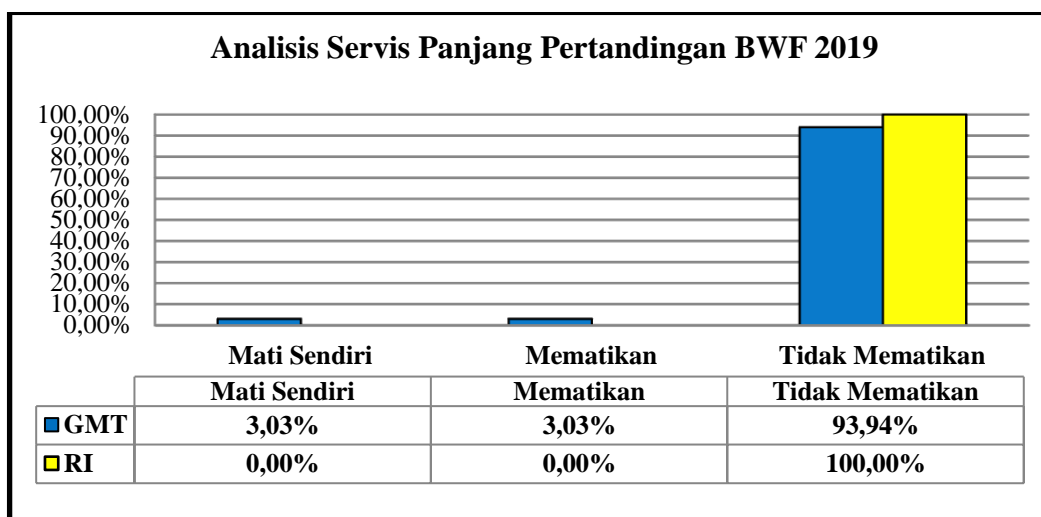 Analisis Servis Panjang Pertandingan BWF 2019
100,00%
90,00%
80,00%
70,00%
60,00%
50,00%
40,00%
30,00%
20,00%
10,00%
0,00%
Mati Sendiri Mematikan Tidak Mematikan
Mati Sendiri Mematikan Tidak Mematikan
GMT 3,03% 3,03% 93,94%
RI 0,00% 0,00% 100,00%